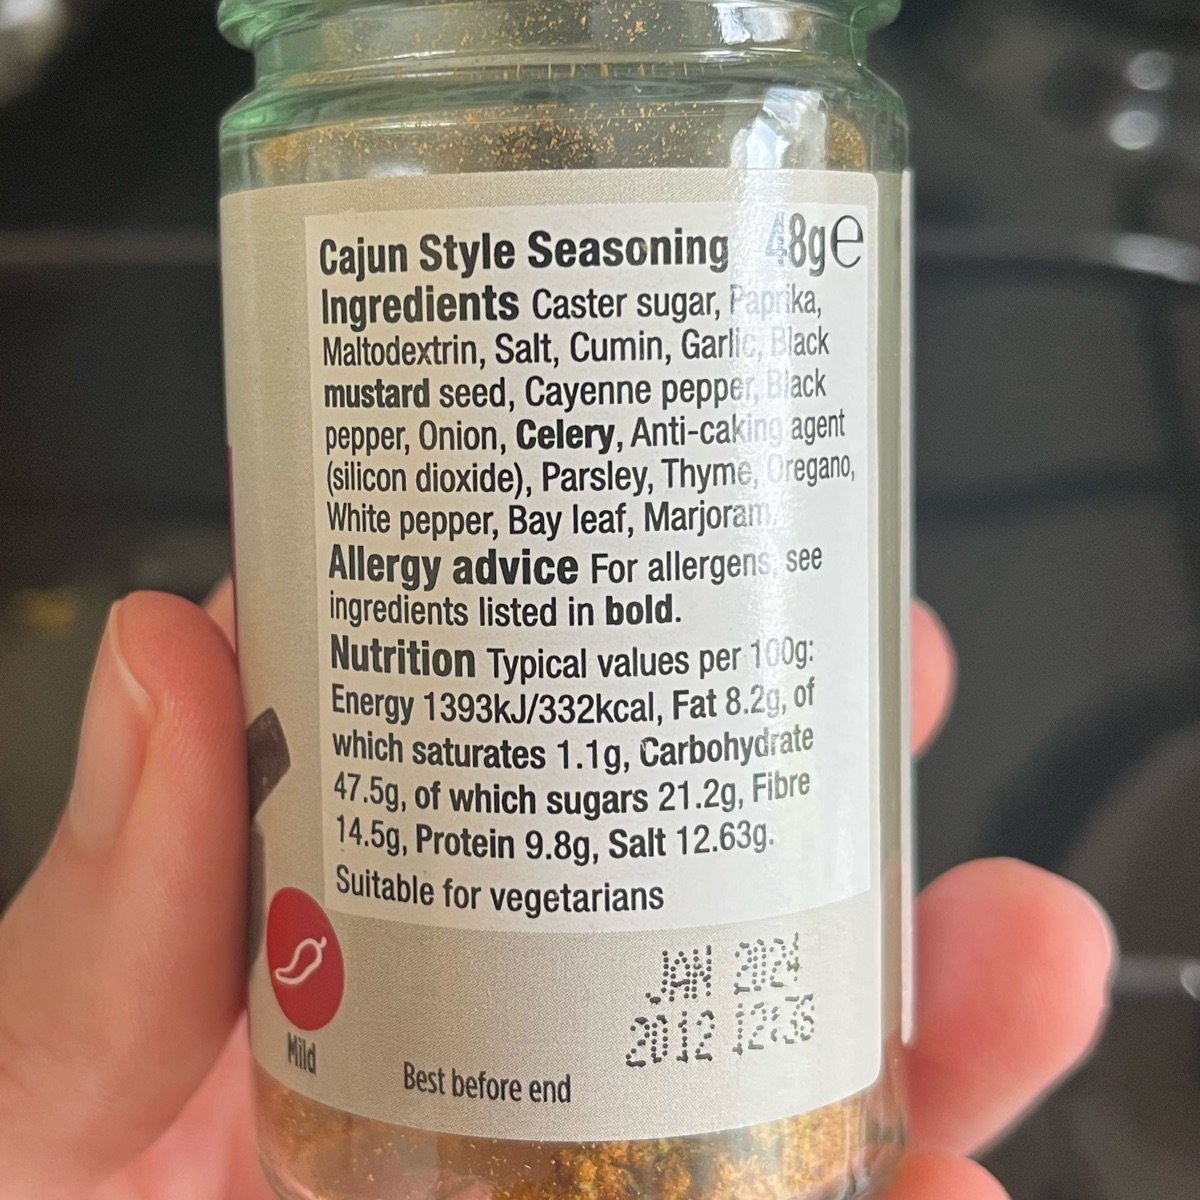 Cajun Style Seasoning 48g e
Ingredients Caster sugar, Paprika,
Maltodextrin, Salt, Cumin, Garlic, Black
mustard seed, Cayenne pepper, Black
pepper, Onion, Celery, Anti-caking agent
(silicon dioxide), Parsley, Thyme, Oregano,
White pepper, Bay leaf, Marjoram.
Allergy advice For allergens, see
ingredients listed in bold.
Nutrition Typical values per 100g:
Energy 1393kJ/332kcal, Fat 8.2g, of
which saturates 1.1g, Carbohydrate
47.5g, of which sugars 21.2g, Fibre
14.5g, Protein 9.8g, Salt 12.63g.
Suitable for vegetarians
JAN 2024
2012 12:38
Mild
Best before end